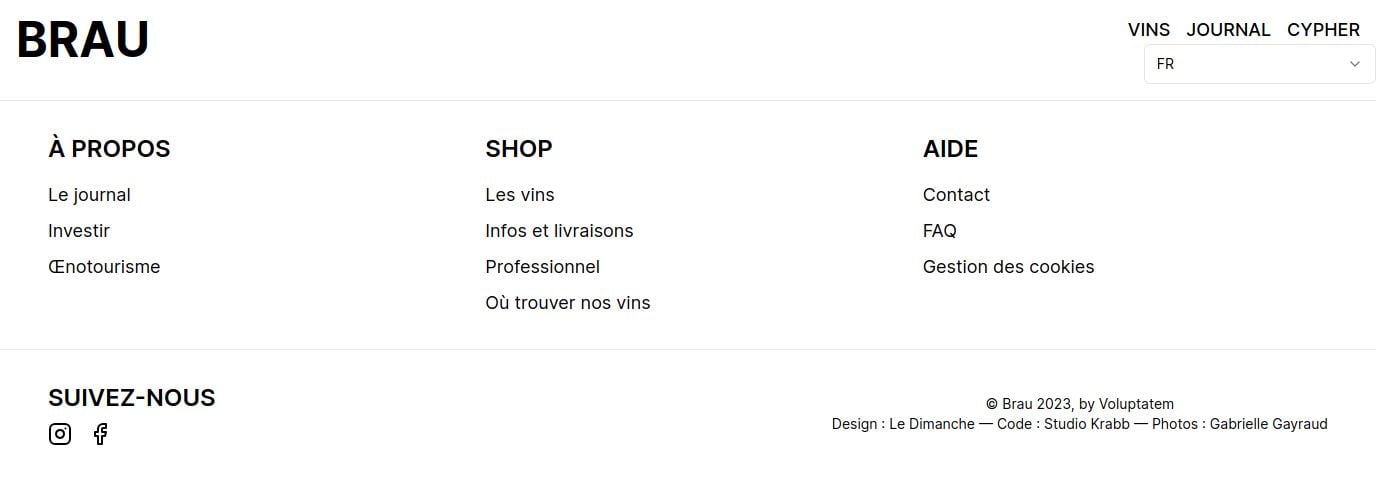 BRAU
VINS JOURNAL CYPHER
FR
À PROPOS
Le journal
Investir
Œnotourisme
SHOP
Les vins
Infos et livraisons
Professionnel
Où trouver nos vins
AIDE
Contact
FAQ
Gestion des cookies
SUIVEZ-NOUS
© Brau 2023, by Voluptatem
Design : Le Dimanche — Code : Studio Krabb — Photos : Gabrielle Gayraud